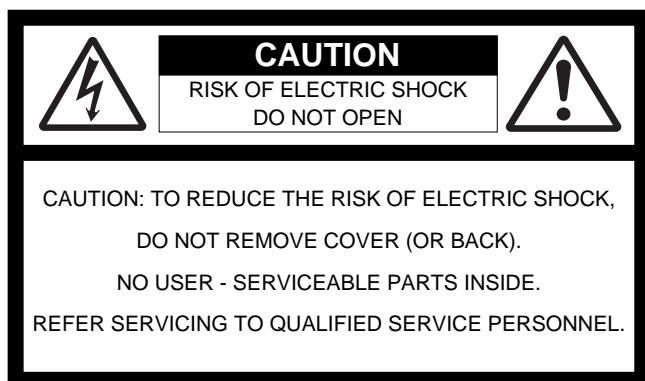 CAUTION
RISK OF ELECTRIC SHOCK
DO NOT OPEN
CAUTION: TO REDUCE THE RISK OF ELECTRIC SHOCK,
DO NOT REMOVE COVER (OR BACK).
NO USER - SERVICEABLE PARTS INSIDE.
REFER SERVICING TO QUALIFIED SERVICE PERSONNEL.